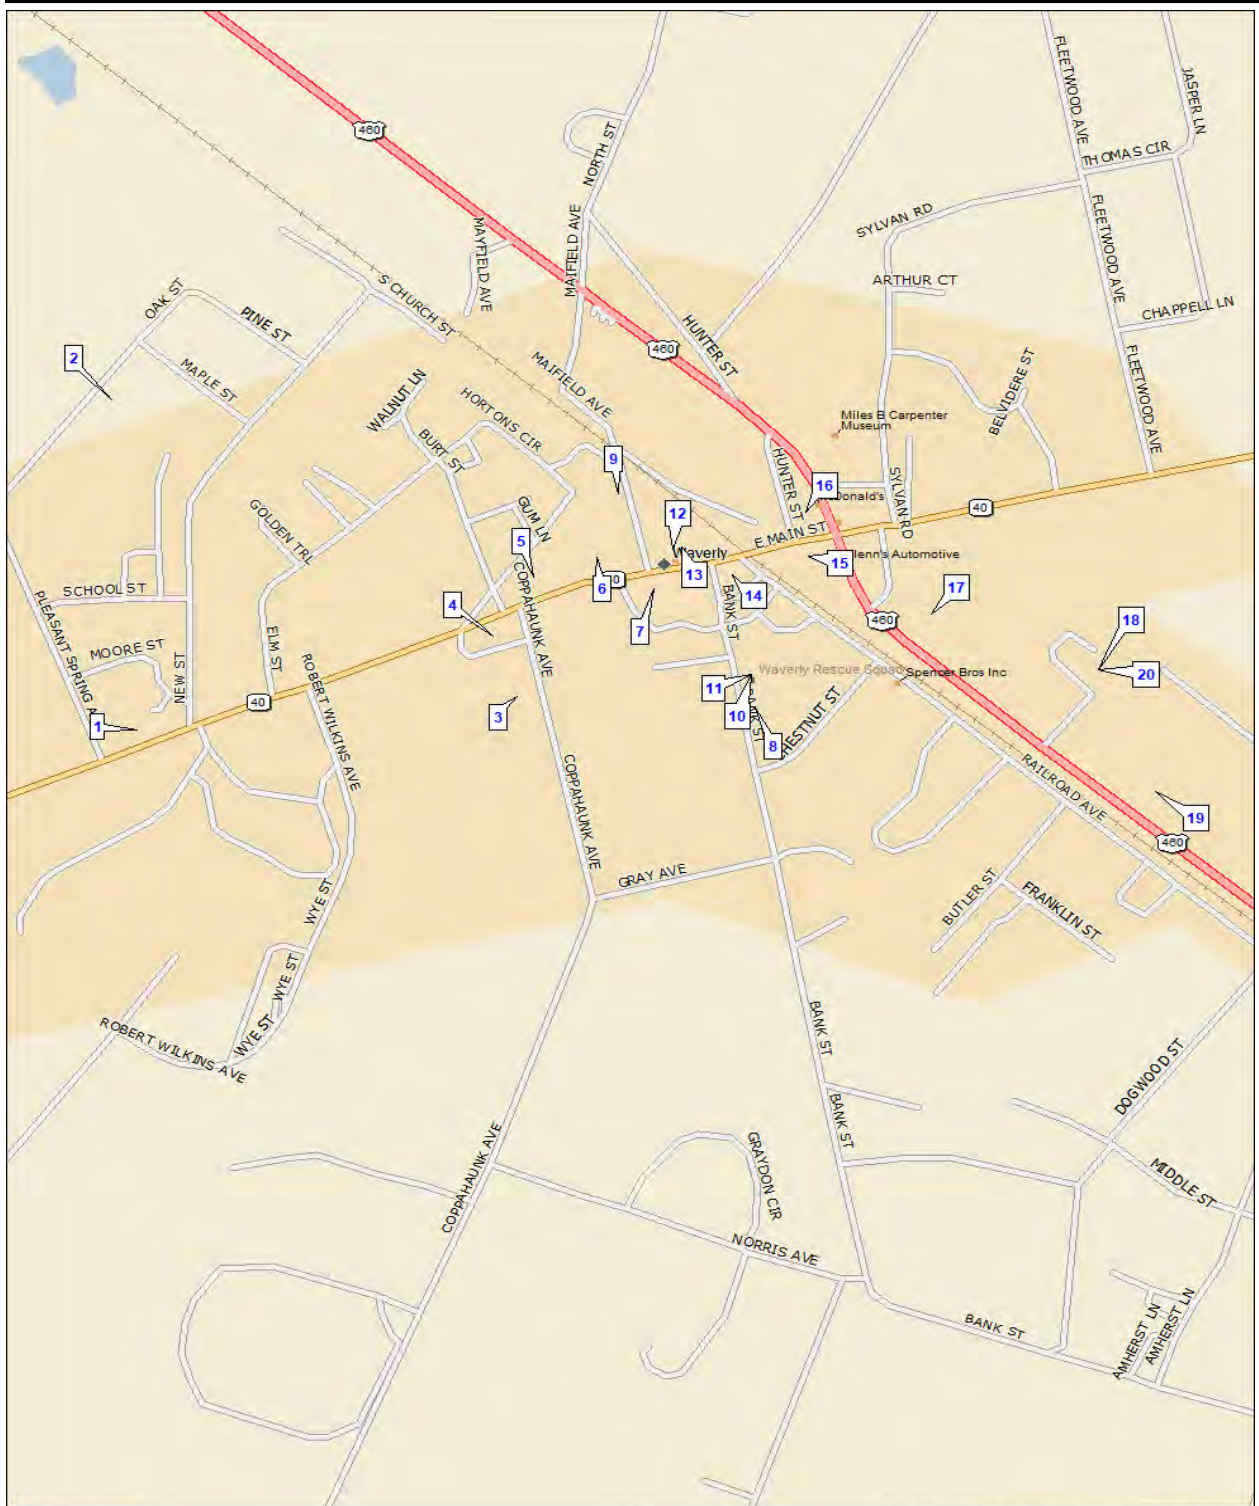 460
FLEETWOOD AVE
JASPER LN
THOMAS CIR
NORTH ST
MAIFIELD AVE
MAYFIELD AVE
SYLVAN RD
FLEETWOOD AVE
ARTHUR CT
CHAPPELL LN
S CHURCH ST
OAK ST
PINE ST
HUNTER ST
460
FLEETWOOD AVE
2
MAPLE ST
MAIFIELD AVE
WALNUT LN
HORTONS CIR
BELVIDERE ST
Miles B Carpenter
Museum
BURT ST
9
HUNTER ST
16
SYLVAN RD
40
GUM LN
GOLDEN TRL
12
E MAIN ST
5
Waverly
15
13
6
4
COPPAHAUNK AVE
SCHOOL ST
PLEASANT SPRING A
BANK ST
14
17
460
7
18
MOORE ST
ELM ST
ROBERT WILKINS AVE
NEW ST
Waverly Rescue Squad
Spencer Bros Inc
20
11
40
3
10
BANK ST
CHESTNUT ST
1
8
COPPAHAUNK AVE
RAILROAD AVE
19
460
GRAY AVE
WYE ST
BUTLER ST
FRANKLIN ST
WYE ST
BANK ST
WYE ST
ROBERT WILKINS AVE
DOGWOOD ST
BANK ST
COPPAHAUNK AVE
GRAYDON CIR
MIDDLE ST
NORRIS AVE
BANK ST
AMHERST LN
AMHERST LN